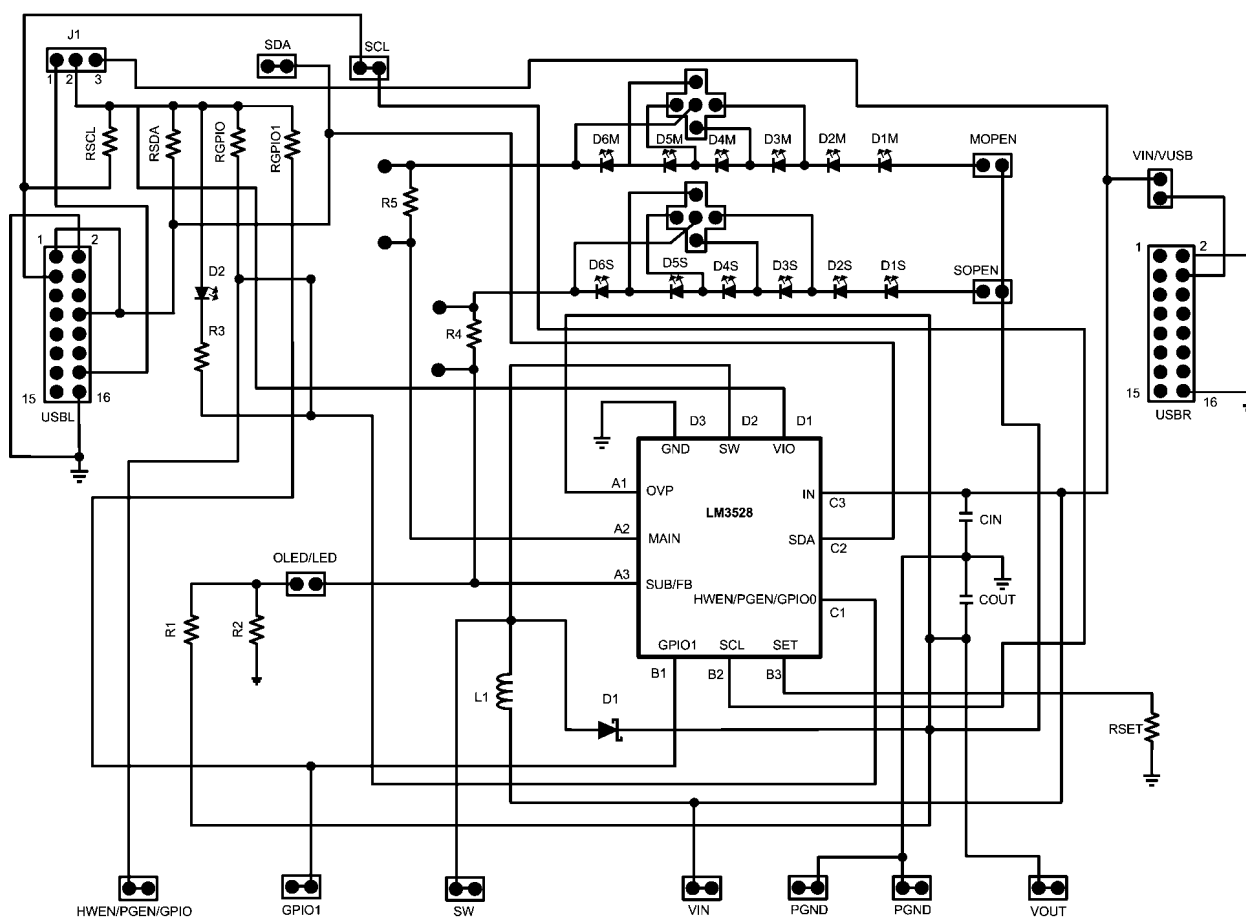 J1
SDA
SCL
1 2 3
RSCL
RSDA
RGPIO
RGPIO1
D6M
D5M
D4M
D3M
D2M
D1M
MOPEN
VIN/VUSB
R5
1 2
D6S
D5S
D4S
D3S
D2S
D1S
SOPEN
1 2
D2
R3
R4
15 16
USBL
15 16
USBR
D3 D2 D1
GND SW VIO
A1 OVP
IN C3
LM3528
CIN
A2 MAIN
SDA C2
OLED/LED
A3 SUB/FB
HWEN/PGEN/GPIO0 C1
COUT
R1
R2
GPIO1 SCL SET
B1 B2 B3
L1
D1
RSET
HWEN/PGEN/GPIO
GPIO1
SW
VIN
PGND
PGND
VOUT